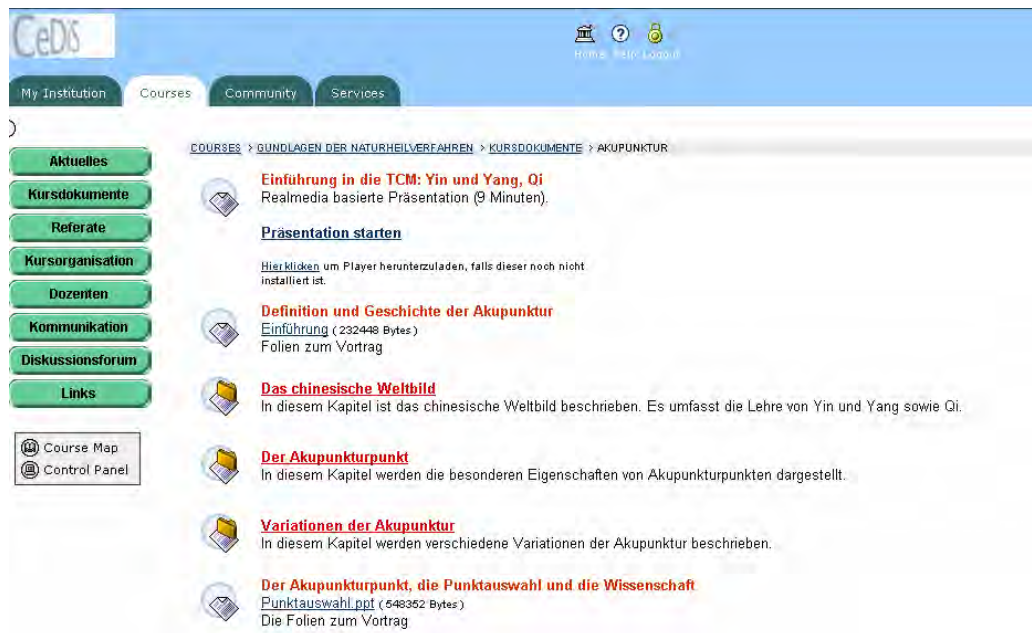 CeDiS
Home Help Logout
My Institution Courses Community Services
COURSES > GUNDLAGEN DER NATURHEILVERFAHREN > KURSDOKUMENTE > AKUPUNKTUR
Aktuelles
Kursdokumente
Referate
Kursorganisation
Dozenten
Kommunikation
Diskussionsforum
Links
Course Map
Control Panel
Einführung in die TCM: Yin und Yang, Qi
Realmedia basierte Präsentation (9 Minuten).
Präsentation starten
Hier klicken um Player herunterzuladen, falls dieser noch nicht
installiert ist.
Definition und Geschichte der Akupunktur
Einführung (232448 Bytes)
Folien zum Vortrag
Das chinesische Weltbild
In diesem Kapitel ist das chinesische Weltbild beschrieben. Es umfasst die Lehre von Yin und Yang sowie Qi.
Der Akupunkturpunkt
In diesem Kapitel werden die besonderen Eigenschaften von Akupunkturpunkten dargestellt.
Variationen der Akupunktur
In diesem Kapitel werden verschiedene Variationen der Akupunktur beschrieben.
Der Akupunkturpunkt, die Punktauswahl und die Wissenschaft
Punktauswahl.ppt (548352 Bytes)
Die Folien zum Vortrag